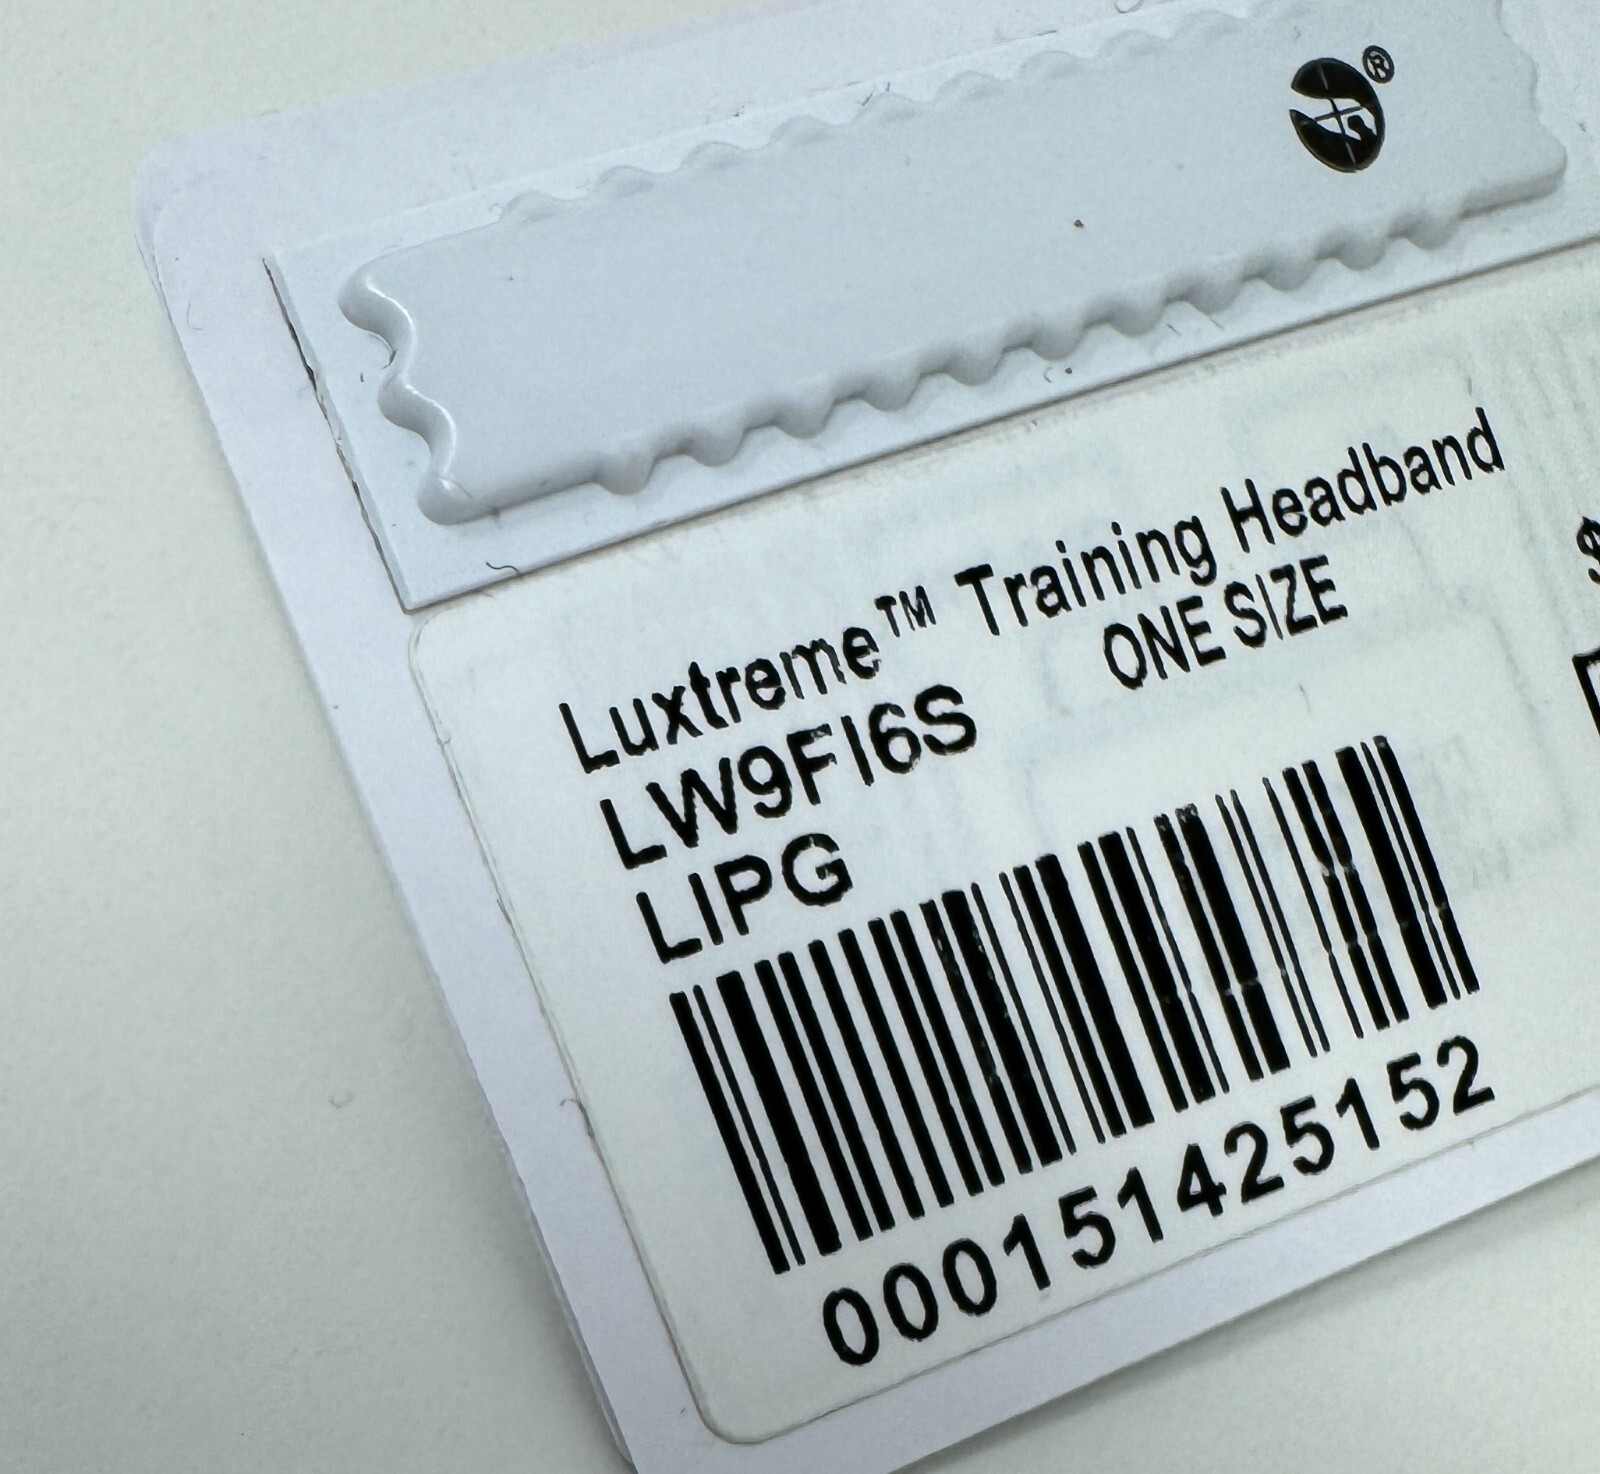 ®
Luxtreme™ Training Headband
LW9FI6S ONE SIZE
LIPG
000151425152
$